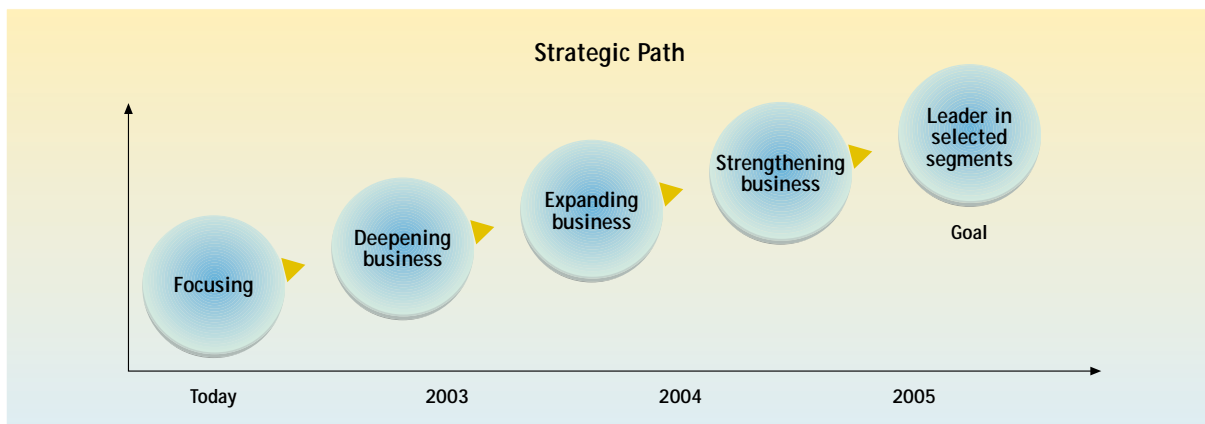 Strategic Path
Focusing
Deepening
business
Expanding
business
Strengthening
business
Leader in
selected
segments
Goal
Today
2003
2004
2005